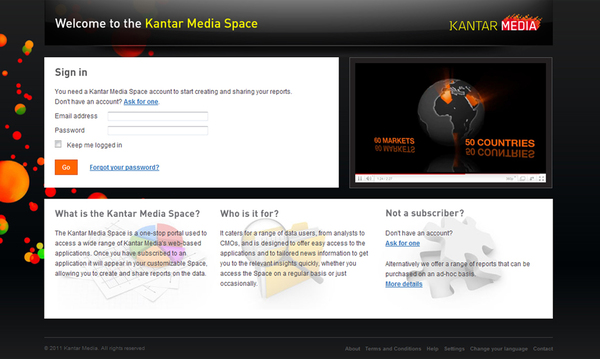 Welcome to the Kantar Media Space
KANTAR MEDIA
Sign in
You need a Kantar Media Space account to start creating and sharing your reports.
Don't have an account? Ask for one.
Email address
Password
Keep me logged in
Go
Forgot your password?
60 MARKETS
50 COUNTRIES
What is the Kantar Media Space?
The Kantar Media Space is a one-stop portal used to
access a wide range of Kantar Media's web-based
applications. Once you have subscribed to an
application it will appear in your customizable Space,
allowing you to create and share reports on the data.
Who is it for?
It caters for a range of data users, from analysts to
CMOs, and is designed to offer easy access to the
applications and to tailored news information to get
you to the relevant insights quickly, whether you
access the Space on a regular basis or just
occasionally.
Not a subscriber?
Don't have an account?
Ask for one
Alternatively we offer a range of reports that can be
purchased on an ad-hoc basis.
More details
© 2011 Kantar Media. All rights reserved
About Terms and Conditions Help Settings Change your language Contact